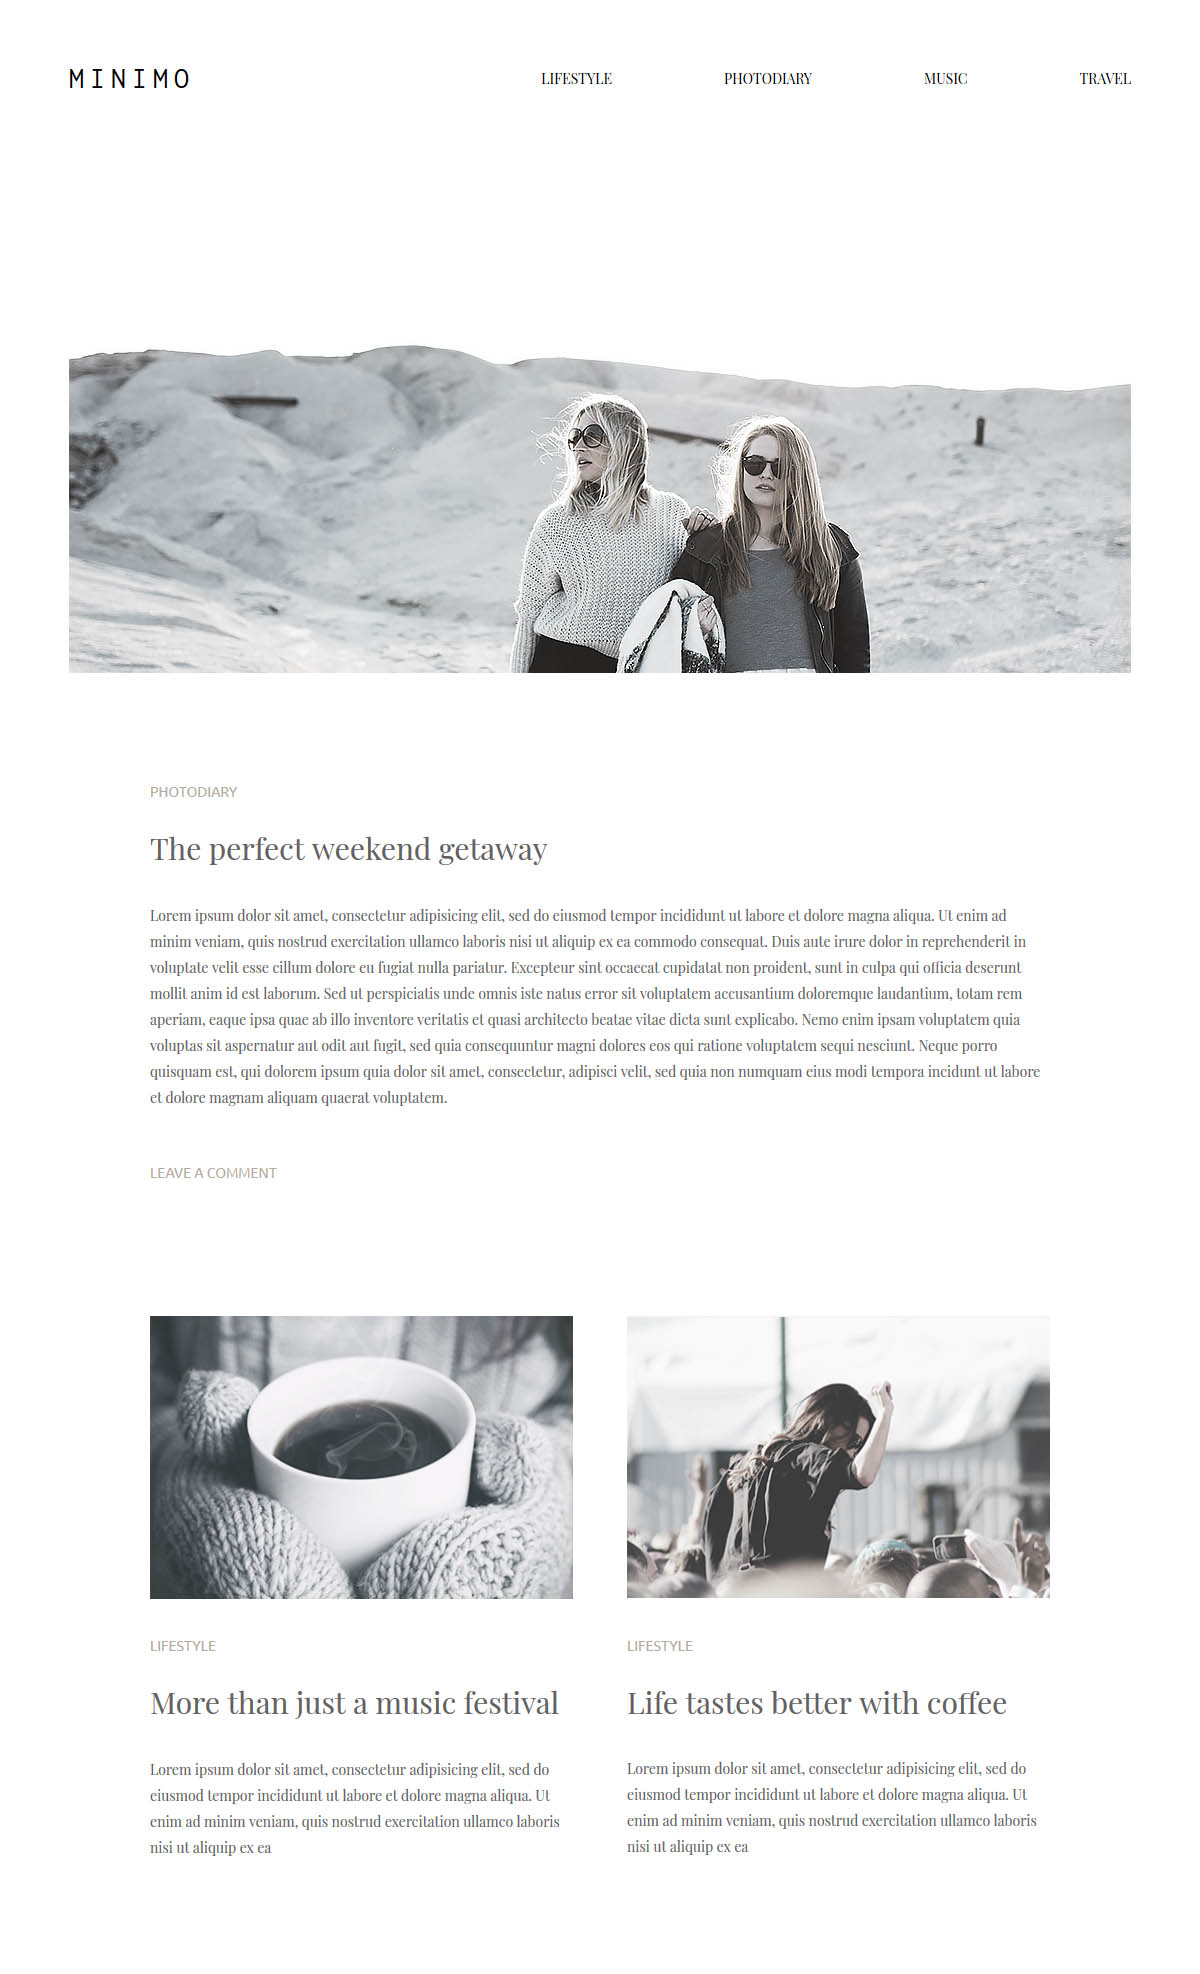 MINIMO
LIFESTYLE PHOTODIARY MUSIC TRAVEL
PHOTODIARY
The perfect weekend getaway
Lorem ipsum dolor sit amet, consectetur adipisicing elit, sed do eiusmod tempor incididunt ut labore et dolore magna aliqua. Ut enim ad
minim veniam, quis nostrud exercitation ullamco laboris nisi ut aliquip ex ea commodo consequat. Duis aute irure dolor in reprehenderit in
voluptate velit esse cillum dolore eu fugiat nulla pariatur. Excepteur sint occaecat cupidatat non proident, sunt in culpa qui officia deserunt
mollit anim id est laborum. Sed ut perspiciatis unde omnis iste natus error sit voluptatem accusantium doloremque laudantium, totam rem
aperiam, eaque ipsa quae ab illo inventore veritatis et quasi architecto beatae vitae dicta sunt explicabo. Nemo enim ipsam voluptatem quia
voluptas sit aspernatur aut odit aut fugit, sed quia consequuntur magni dolores eos qui ratione voluptatem sequi nesciunt. Neque porro
quisquam est, qui dolorem ipsum quia dolor sit amet, consectetur, adipisci velit, sed quia non numquam eius modi tempora incidunt ut labore
et dolore magnam aliquam quaerat voluptatem.
LEAVE A COMMENT
LIFESTYLE
More than just a music festival
Lorem ipsum dolor sit amet, consectetur adipisicing elit, sed do
eiusmod tempor incididunt ut labore et dolore magna aliqua. Ut
enim ad minim veniam, quis nostrud exercitation ullamco laboris
nisi ut aliquip ex ea
LIFESTYLE
Life tastes better with coffee
Lorem ipsum dolor sit amet, consectetur adipisicing elit, sed do
eiusmod tempor incididunt ut labore et dolore magna aliqua. Ut
enim ad minim veniam, quis nostrud exercitation ullamco laboris
nisi ut aliquip ex ea